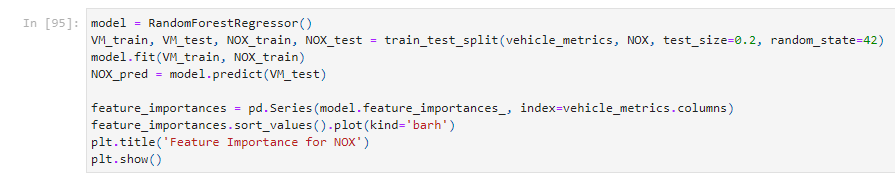 In [95]:
model = RandomForestRegressor()
VM_train, VM_test, NOX_train, NOX_test = train_test_split(vehicle_metrics, NOX, test_size=0.2, random_state=42)
model.fit(VM_train, NOX_train)
NOX_pred = model.predict(VM_test)
feature_importances = pd.Series(model.feature_importances_, index=vehicle_metrics.columns)
feature_importances.sort_values().plot(kind='barh')
plt.title('Feature Importance for NOX')
plt.show()